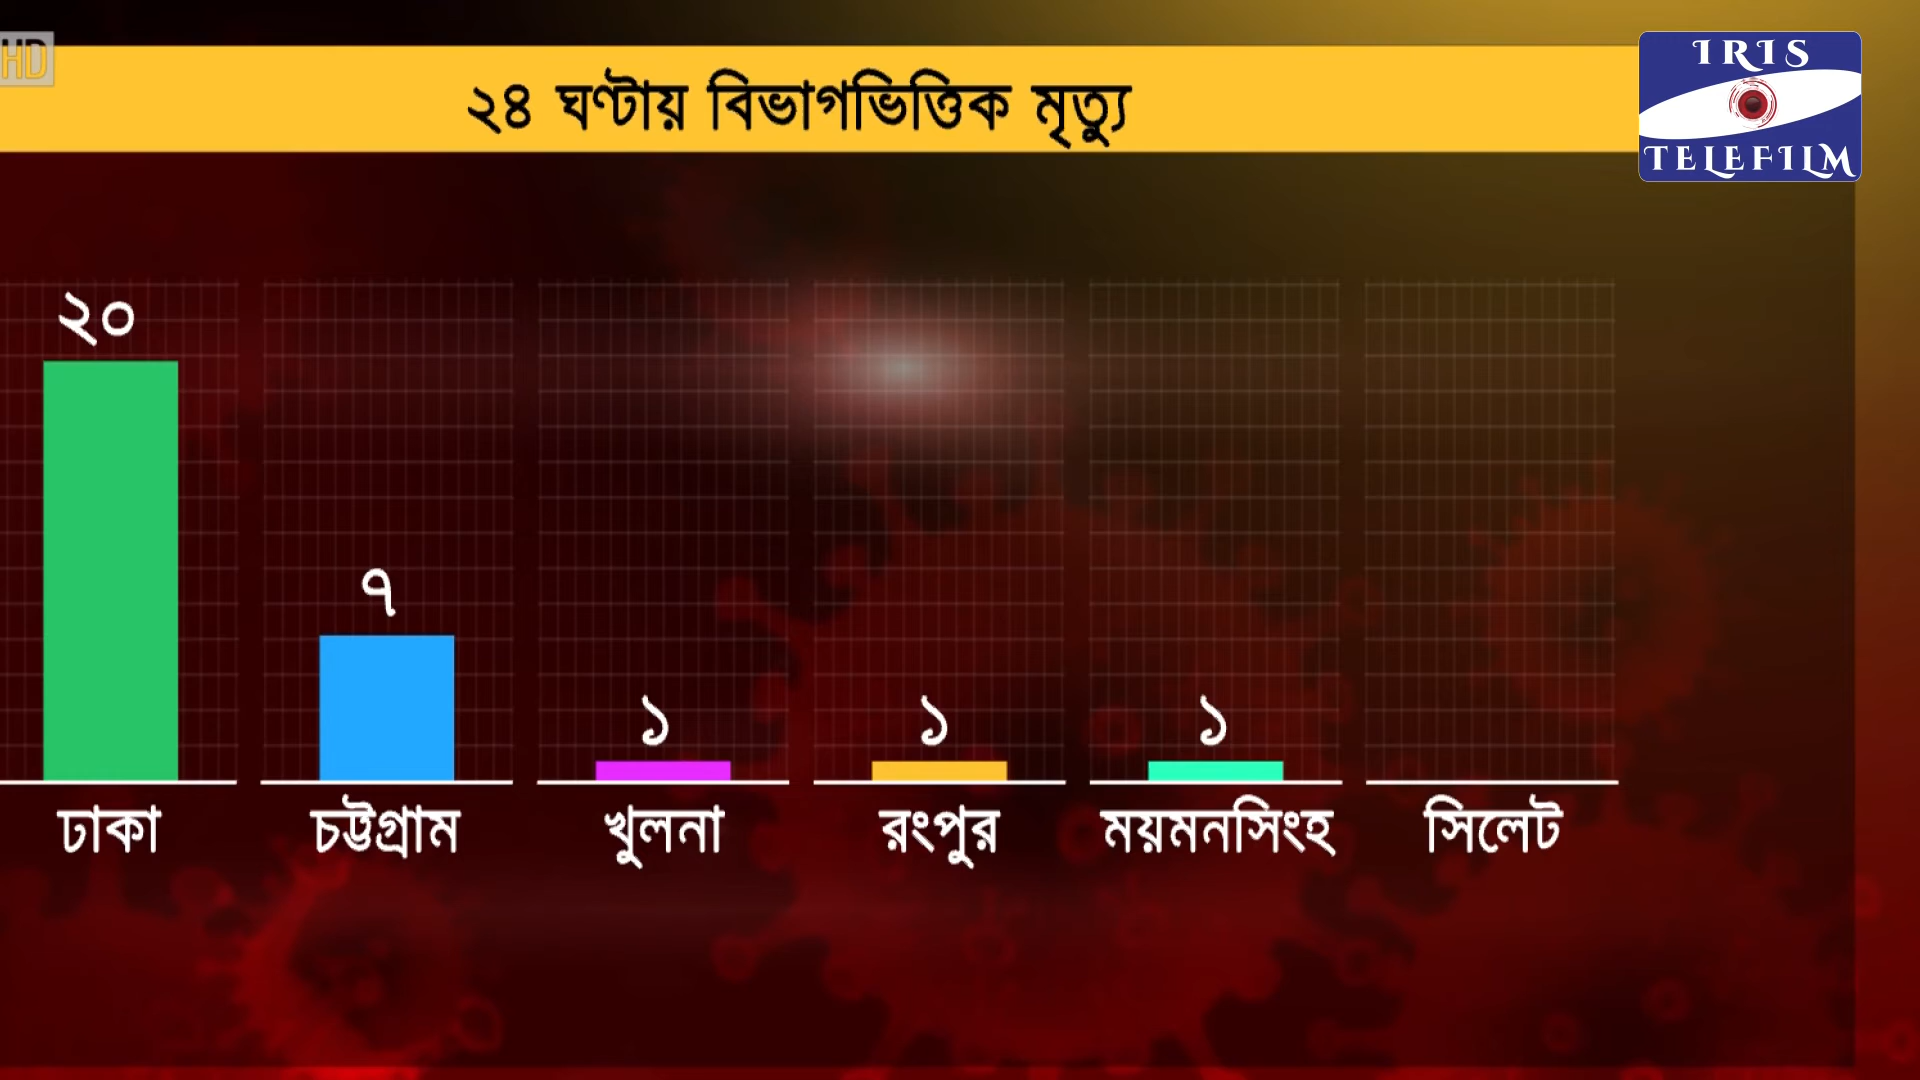 HD
২৪ ঘণ্টায় বিভাগভিত্তিক মৃত্যু
IRIS
TELEFILM
২০
৭
১
১
১
ঢাকা
চট্টগ্রাম
খুলনা
রংপুর
ময়মনসিংহ
সিলেট